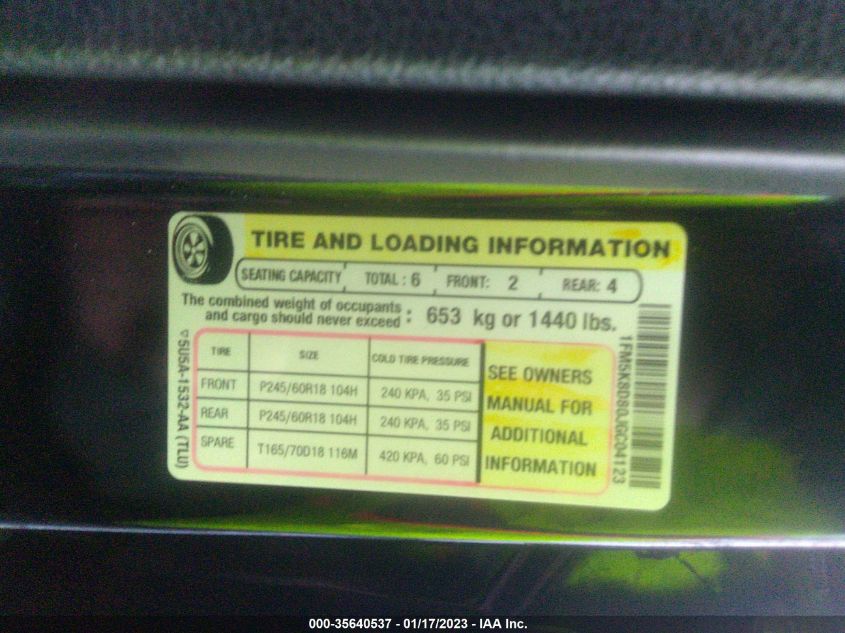 TIRE AND LOADING INFORMATION
SEATING CAPACITY TOTAL : 6 FRONT: 2 REAR: 4
The combined weight of occupants
and cargo should never exceed : 653 kg or 1440 lbs.
TIRE SIZE COLD TIRE PRESSURE
FRONT P245/60R18 104H 240 KPA, 35 PSI
REAR P245/60R18 104H 240 KPA, 35 PSI
SPARE T165/70D18 116M 420 KPA, 60 PSI
SEE OWNERS
MANUAL FOR
ADDITIONAL
INFORMATION
5U5A-1532-AA (TLU)
1FM5K8D80JGC04123
000-35640537 - 01/17/2023 - IAA Inc.